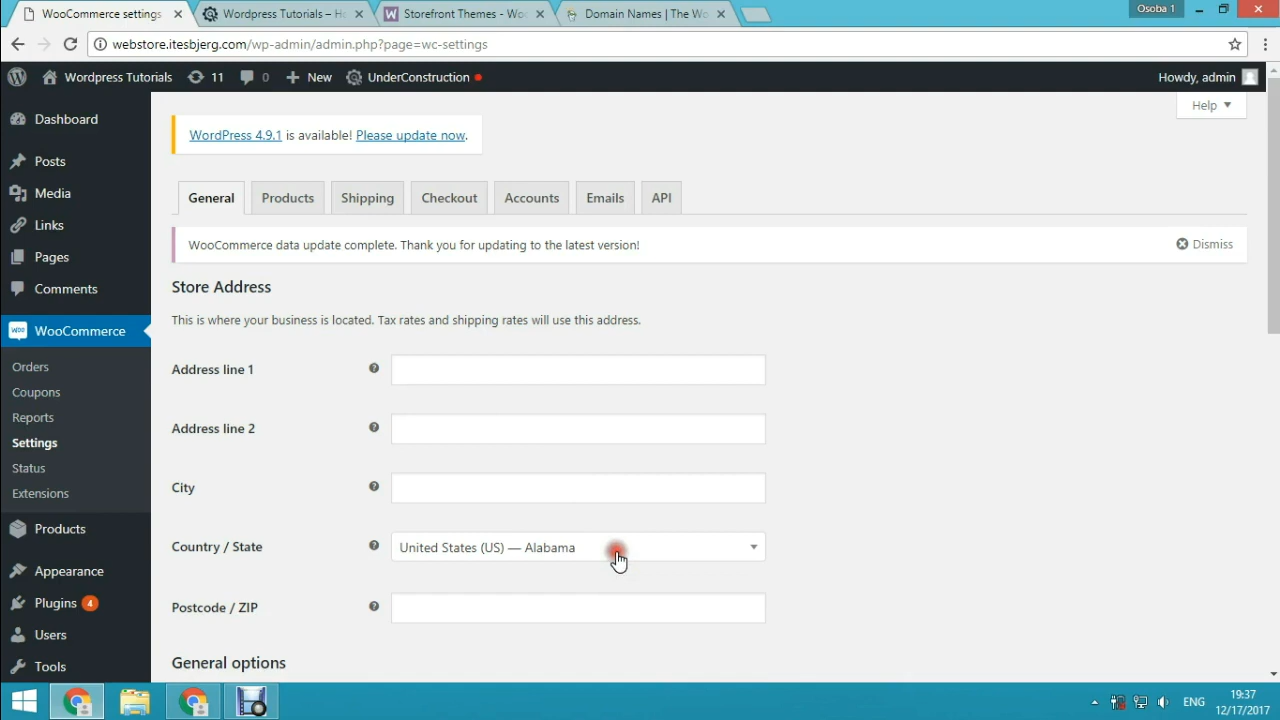 WooCommerce settings
Wordpress Tutorials – H
Storefront Themes - Woo
Domain Names | The Wo
Osoba 1
webstore.itesbjerg.com/wp-admin/admin.php?page=wc-settings
Wordpress Tutorials
11
0
New
UnderConstruction
Howdy, admin
Help
Dashboard
Posts
Media
Links
Pages
Comments
WooCommerce
Orders
Coupons
Reports
Settings
Status
Extensions
Products
Appearance
Plugins 4
Users
Tools
WordPress 4.9.1 is available! Please update now.
General
Products
Shipping
Checkout
Accounts
Emails
API
WooCommerce data update complete. Thank you for updating to the latest version!
Dismiss
Store Address
This is where your business is located. Tax rates and shipping rates will use this address.
Address line 1
Address line 2
City
Country / State
United States (US) — Alabama
Postcode / ZIP
General options
ENG
19:37
12/17/2017